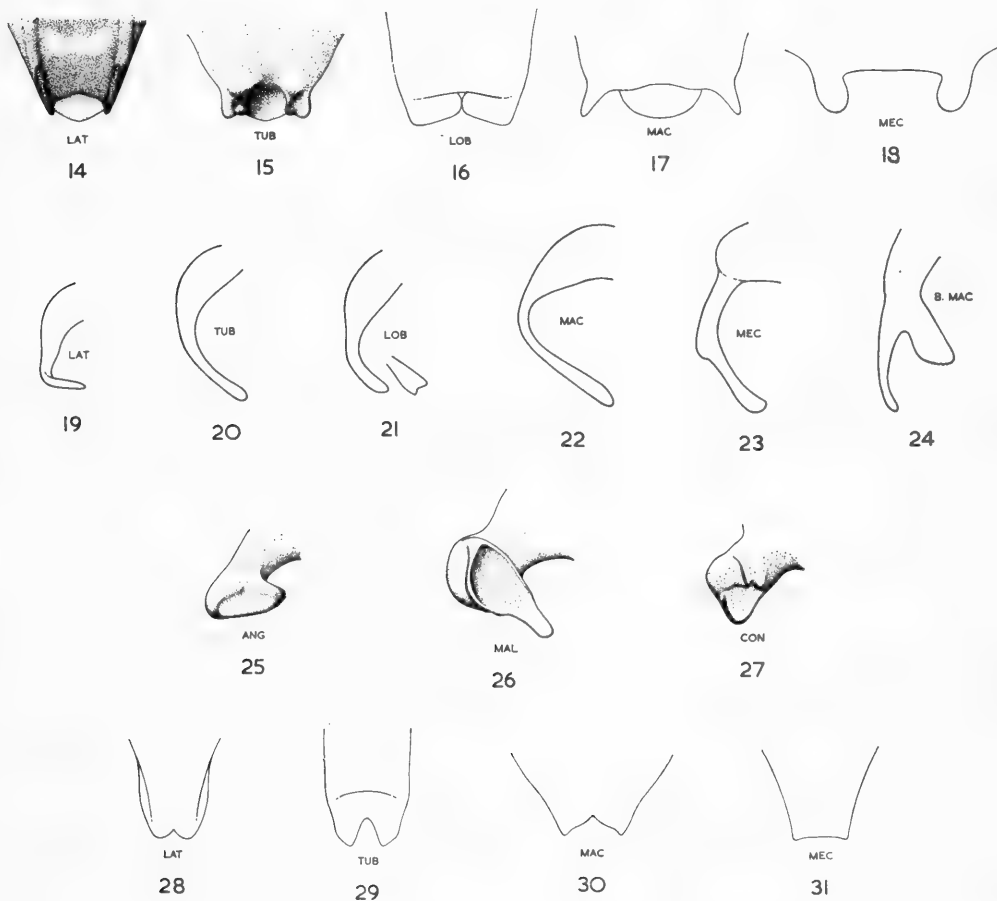 LAT
14
TUB
15
LOB
16
MAC
17
MEC
18
LAT
19
TUB
20
LOB
21
MAC
22
MEC
23
B. MAC
24
ANG
25
MAL
26
CON
27
LAT
28
TUB
29
MAC
30
MEC
31